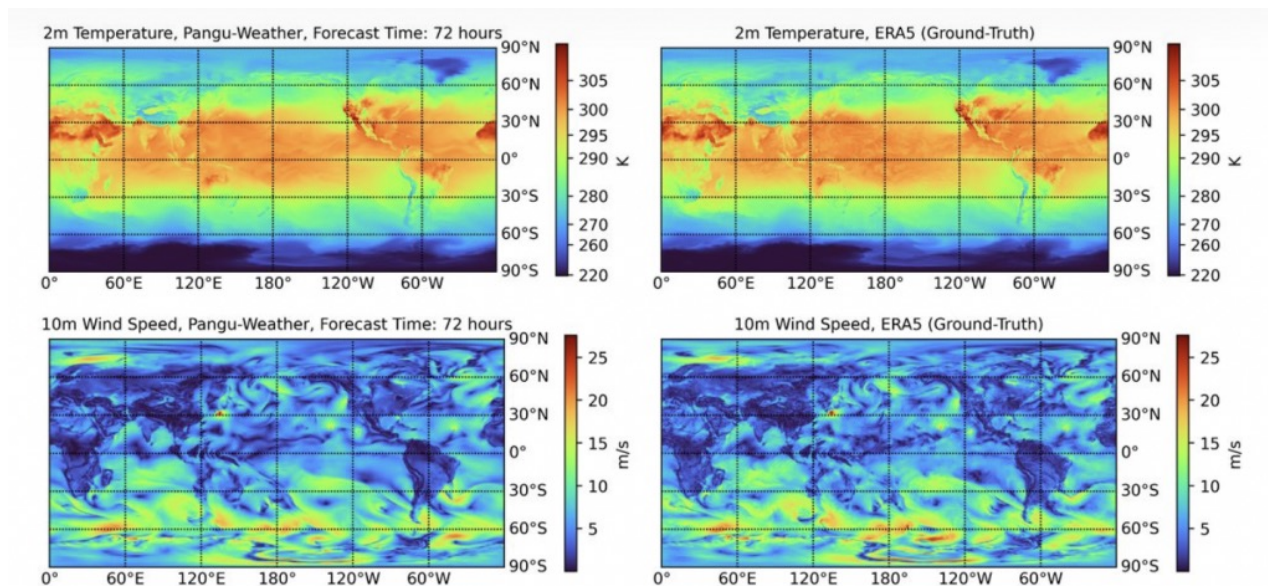 2m Temperature, Pangu-Weather, Forecast Time: 72 hours
90°N
60°N
30°N
0°
30°S
60°S
90°S
0°
60°E
120°E
180°
120°W
60°W
305
300
295
290
280
270
260
220
K
2m Temperature, ERA5 (Ground-Truth)
90°N
60°N
30°N
0°
30°S
60°S
90°S
0°
60°E
120°E
180°
120°W
60°W
305
300
295
290
280
270
260
220
K
10m Wind Speed, Pangu-Weather, Forecast Time: 72 hours
90°N
60°N
30°N
0°
30°S
60°S
90°S
0°
60°E
120°E
180°
120°W
60°W
25
20
15
10
5
m/s
10m Wind Speed, ERA5 (Ground-Truth)
90°N
60°N
30°N
0°
30°S
60°S
90°S
0°
60°E
120°E
180°
120°W
60°W
25
20
15
10
5
m/s